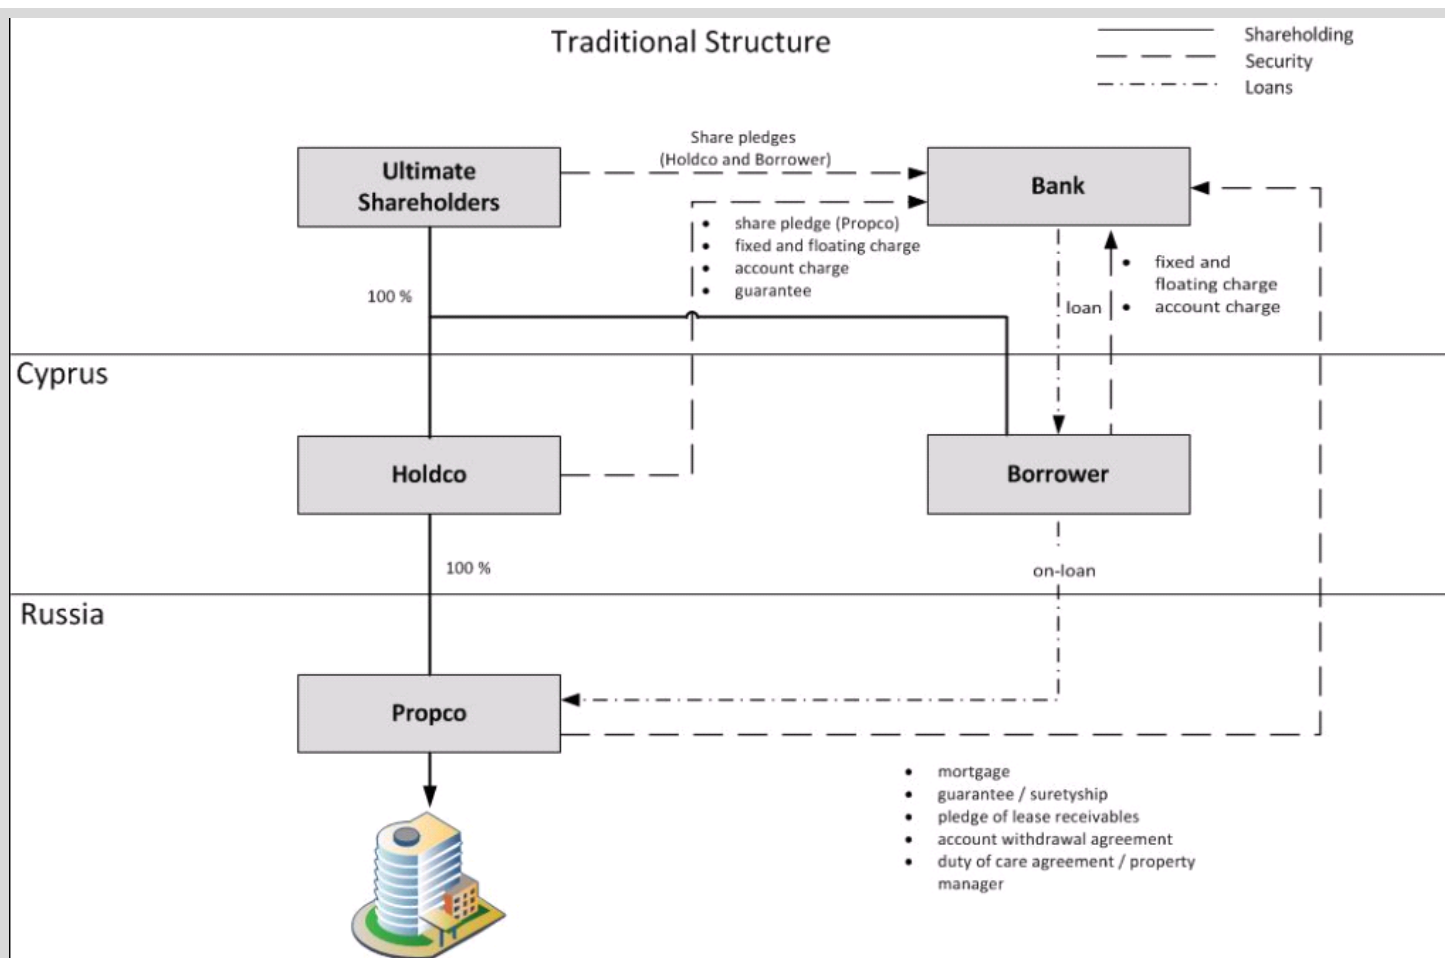 Traditional Structure
Shareholding
Security
Loans
Share pledges
(Holdco and Borrower)
Ultimate
Shareholders
Bank
• share pledge (Propco)
• fixed and floating charge
• account charge
• guarantee
• fixed and
floating charge
• account charge
100 %
loan
Cyprus
Holdco
Borrower
100 %
on-loan
Russia
Propco
• mortgage
• guarantee / suretyship
• pledge of lease receivables
• account withdrawal agreement
• duty of care agreement / property
manager